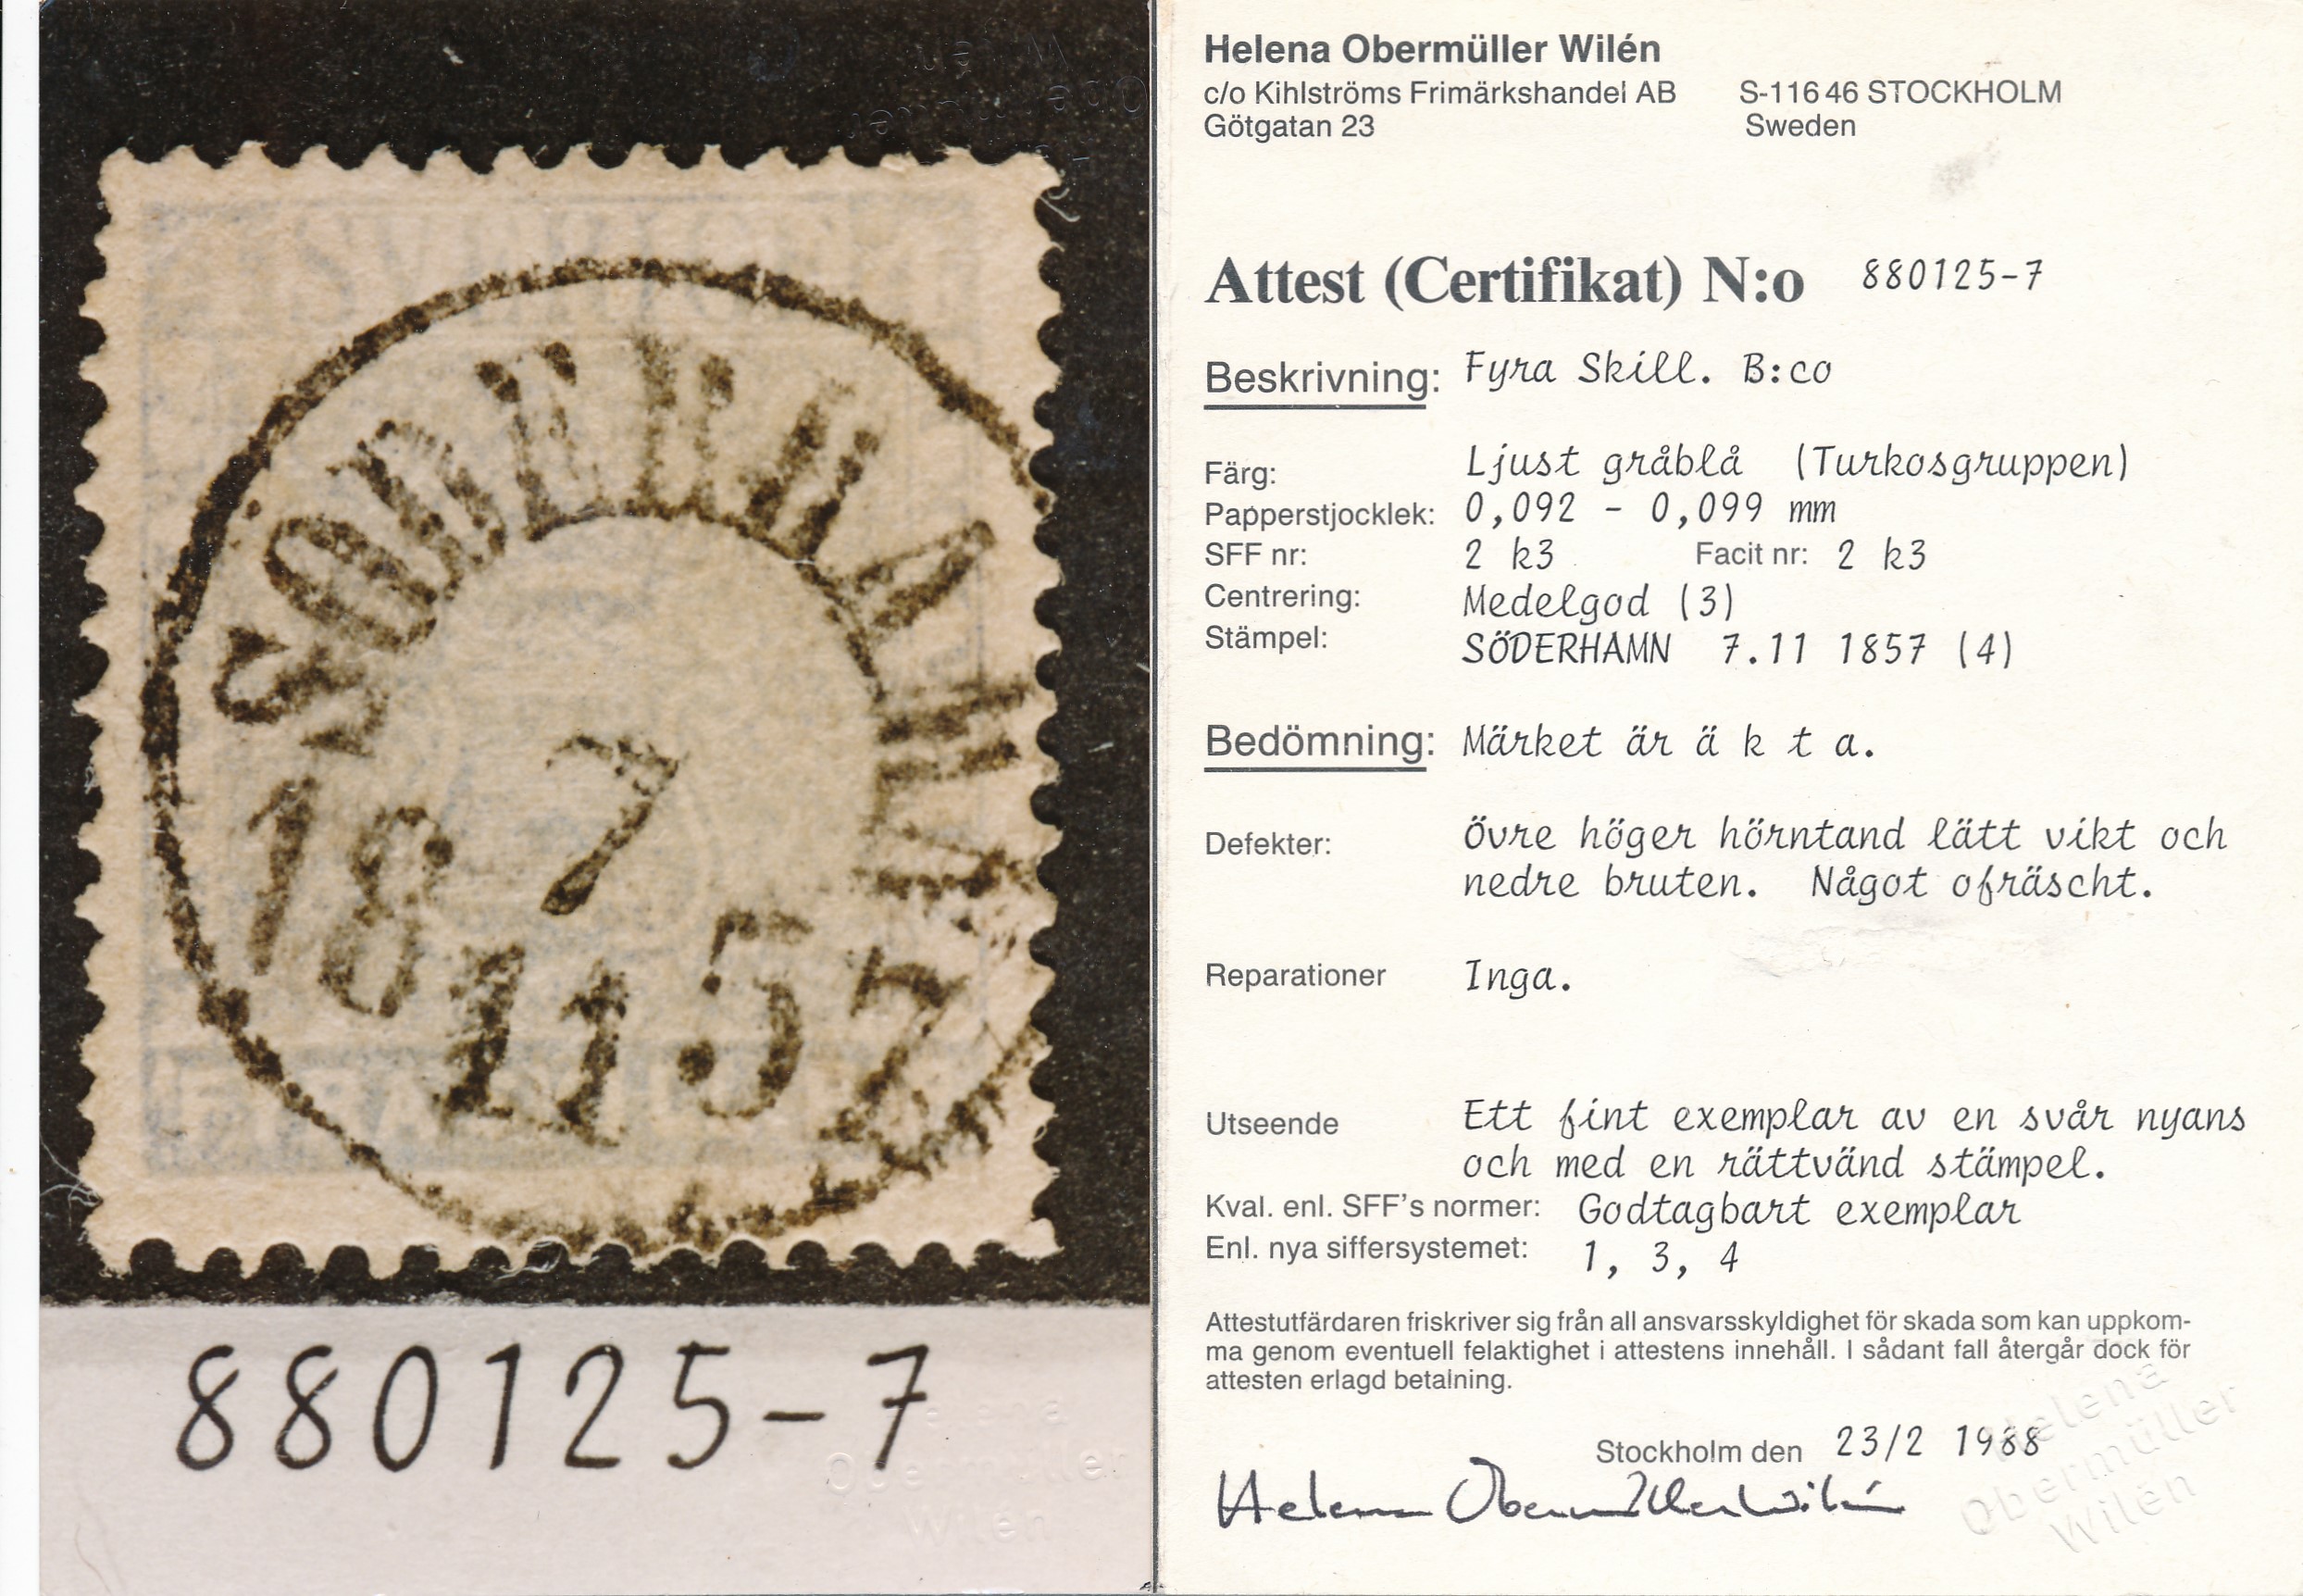 SÖDERHAMN
7
18 57
11
880125-7
Helena
Obermüller
Wilén
Helena Obermüller Wilén
c/o Kihlströms Frimärkshandel AB S-116 46 STOCKHOLM
Götgatan 23 Sweden
Attest (Certifikat) N:o 880125-7
Beskrivning: Fyra Skill. B:co
Färg: Ljust gråblå (Turkosgruppen)
Papperstjocklek: 0,092 - 0,099 mm
SFF nr: 2 k3 Facit nr: 2 k3
Centrering: Medelgod (3)
Stämpel: SÖDERHAMN 7.11 1857 (4)
Bedömning: Märket är ä k t a.
Defekter: Övre höger hörntand lätt vikt och
nedre bruten. Något ofräscht.
Reparationer Inga.
Utseende Ett fint exemplar av en svår nyans
och med en rättvänd stämpel.
Kval. enl. SFF's normer: Godtagbart exemplar
Enl. nya siffersystemet: 1, 3, 4
Attestutfärdaren friskriver sig från all ansvarsskyldighet för skada som kan uppkom-
ma genom eventuell felaktighet i attestens innehåll. I sådant fall återgår dock för
attesten erlagd betalning.
Stockholm den 23/2 1988
Helena Obermüller Wilén
Helena
Obermüller
Wilén